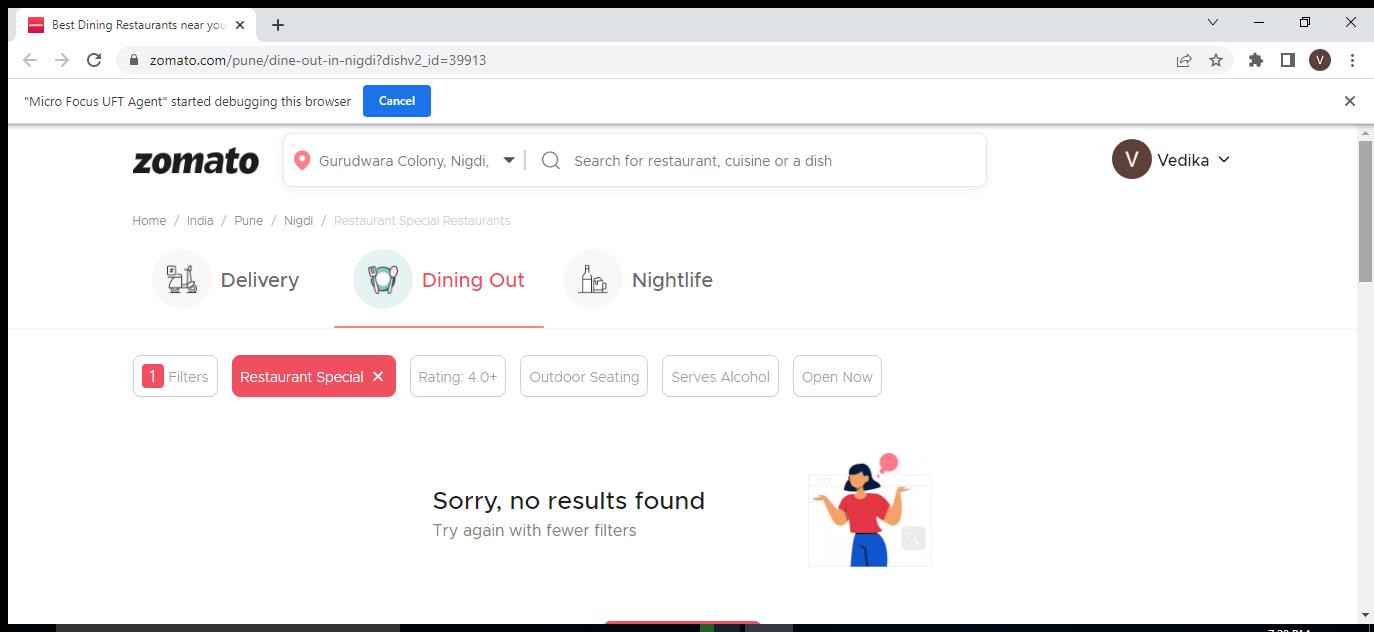 Best Dining Restaurants near you
zomato.com/pune/dine-out-in-nigdi?dishv2_id=39913
V
"Micro Focus UFT Agent" started debugging this browser
Cancel
zomato
Gurudwara Colony, Nigdi,
Search for restaurant, cuisine or a dish
V
Vedika
Home / India / Pune / Nigdi / Restaurant Special Restaurants
Delivery
Dining Out
Nightlife
1 Filters
Restaurant Special
Rating: 4.0+
Outdoor Seating
Serves Alcohol
Open Now
Sorry, no results found
Try again with fewer filters